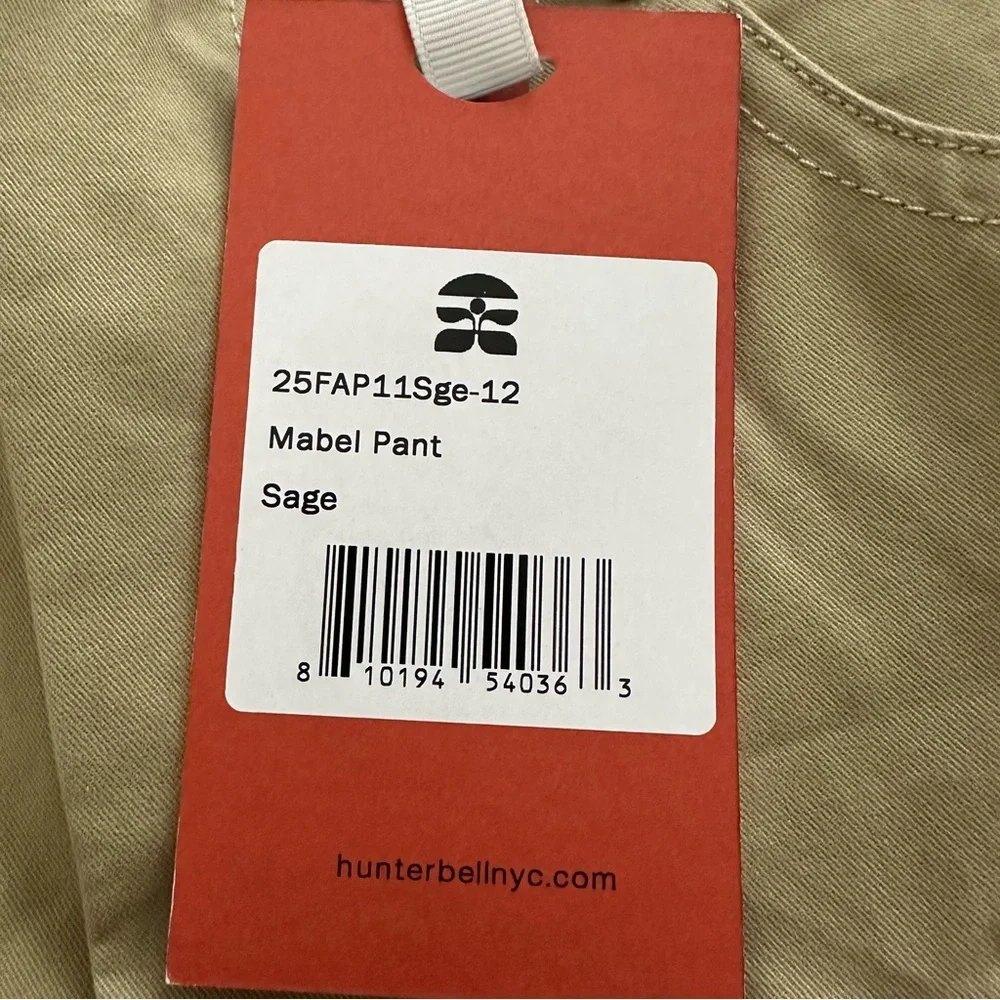 25FAP11Sge-12
Mabel Pant
Sage
8 10194 54036 3
hunterbellnyc.com